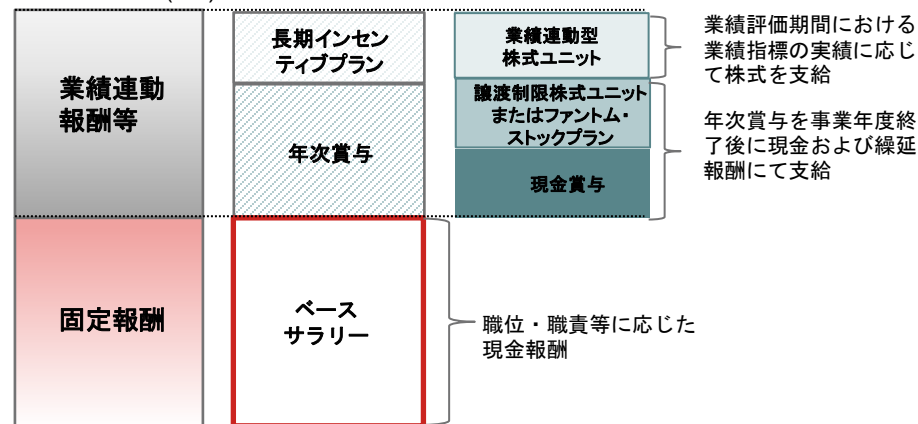 業績連動
報酬等
長期インセン
ティブプラン
業績連動型
株式ユニット
業績評価期間における
業績指標の実績に応じ
て株式を支給
年次賞与
譲渡制限株式ユニット
またはファントム・
ストックプラン
現金賞与
年次賞与を事業年度終
了後に現金および繰延
報酬にて支給
固定報酬
ベース
サラリー
職位・職責等に応じた
現金報酬